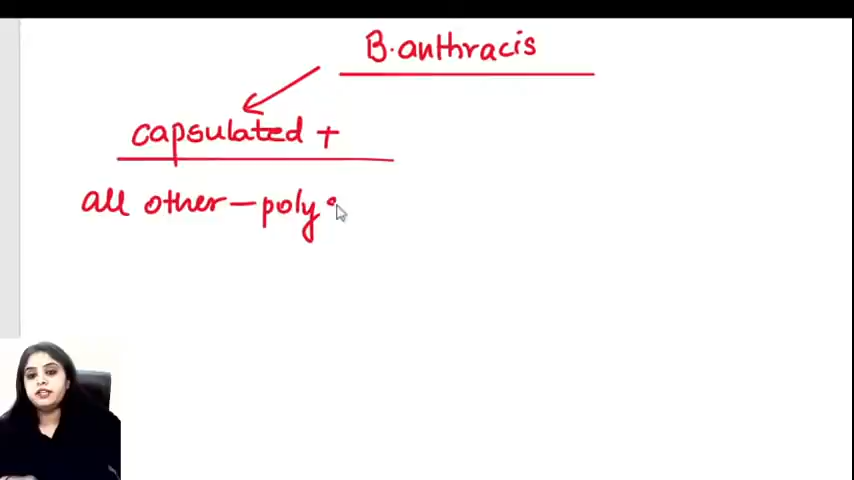 B.anthracis
capsulated +
all other - poly